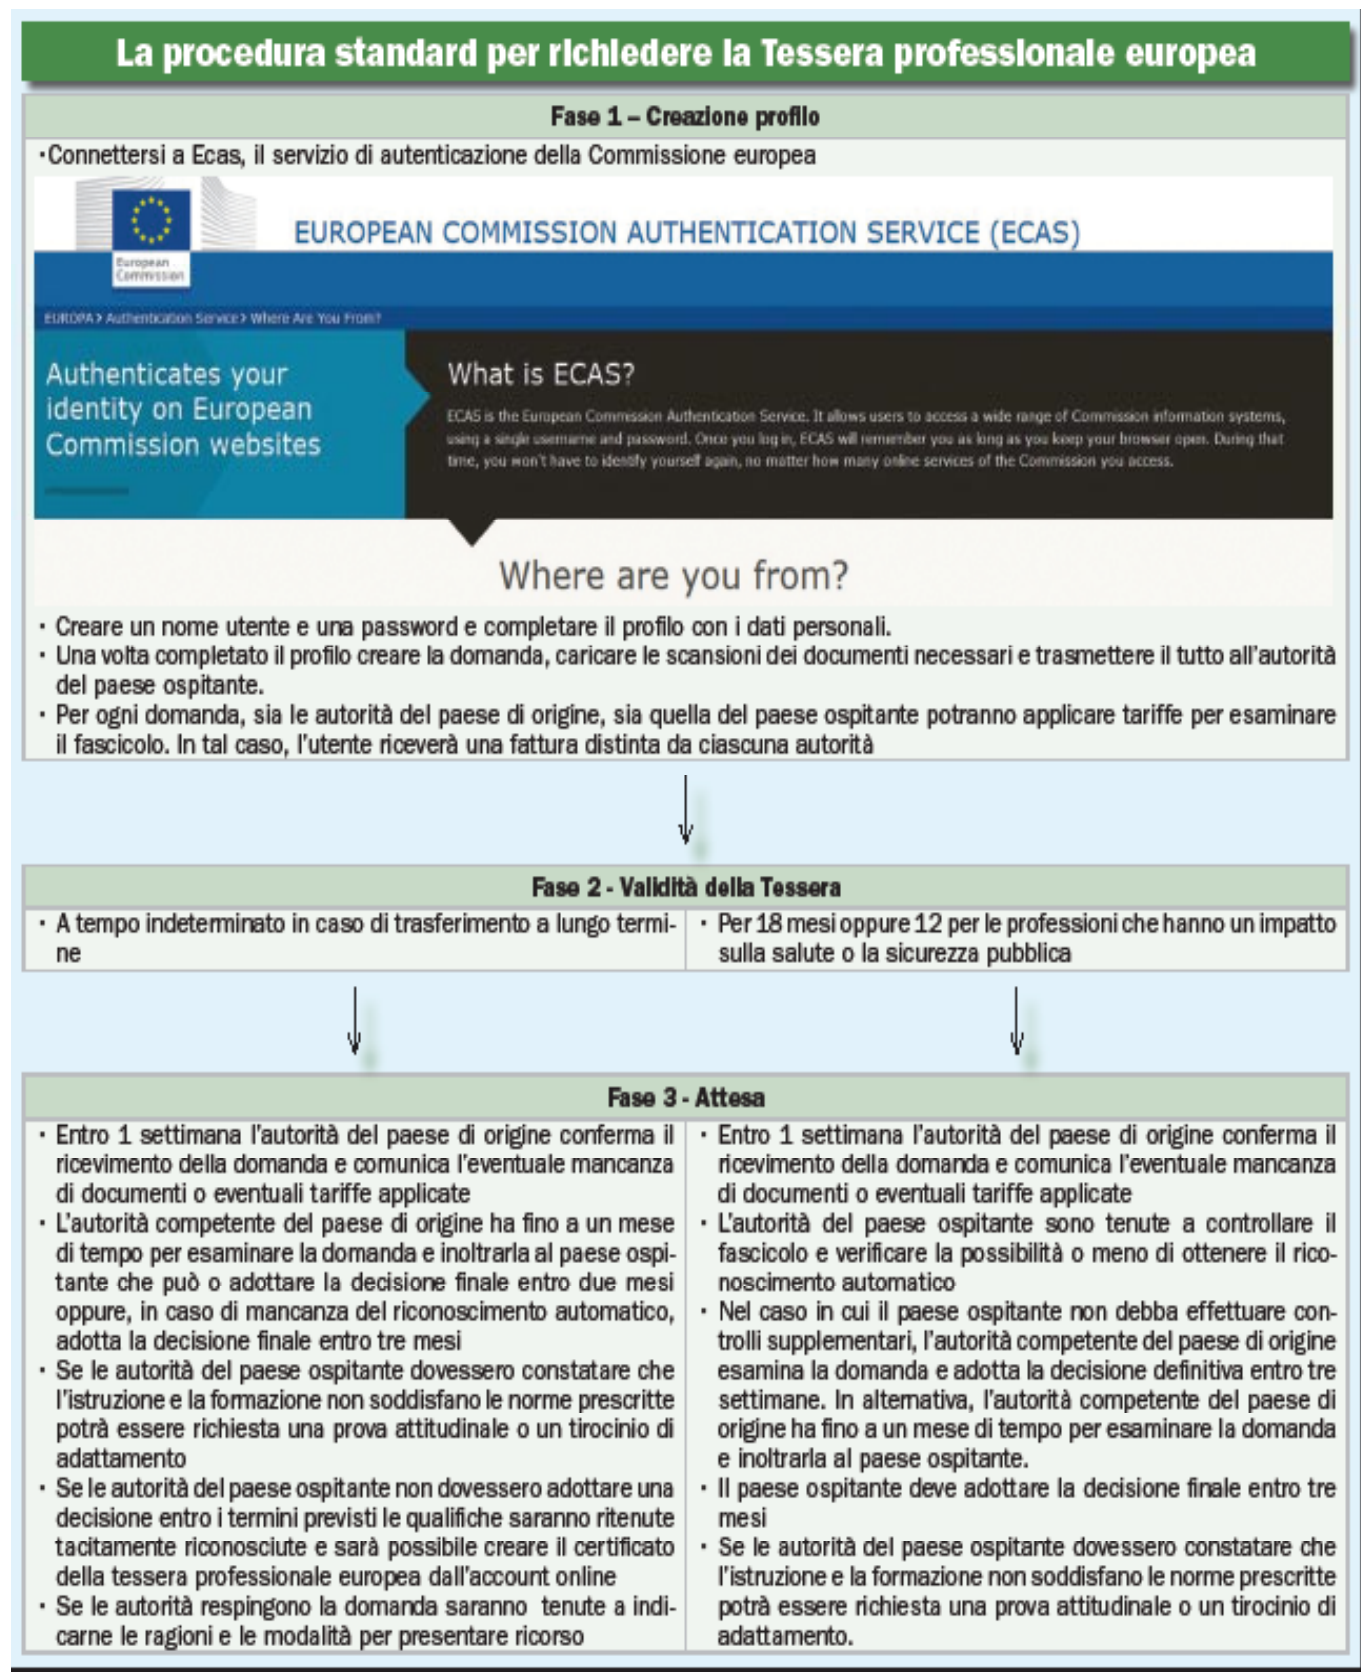 La procedura standard per richiedere la Tessera professionale europea
Fase 1 – Creazione profilo
·Connettersi a Ecas, il servizio di autenticazione della Commissione europea
EUROPEAN COMMISSION AUTHENTICATION SERVICE (ECAS)
European
Commission
EUROPA > Authentication Service > Where Are You From?
Authenticates your
identity on European
Commission websites
What is ECAS?
ECAS is the European Commission Authentication Service. It allows users to access a wide range of Commission information systems,
using a single username and password. Once you log in, ECAS will remember you as long as you keep your browser open. During that
time, you won't have to identify yourself again, no matter how many online services of the Commission you access.
Where are you from?
· Creare un nome utente e una password e completare il profilo con i dati personali.
· Una volta completato il profilo creare la domanda, caricare le scansioni dei documenti necessari e trasmettere il tutto all'autorità
del paese ospitante.
· Per ogni domanda, sia le autorità del paese di origine, sia quella del paese ospitante potranno applicare tariffe per esaminare
il fascicolo. In tal caso, l'utente riceverà una fattura distinta da ciascuna autorità
Fase 2 - Validità della Tessera
· A tempo indeterminato in caso di trasferimento a lungo termi-
ne
· Per 18 mesi oppure 12 per le professioni che hanno un impatto
sulla salute o la sicurezza pubblica
Fase 3 - Attesa
· Entro 1 settimana l'autorità del paese di origine conferma il
ricevimento della domanda e comunica l'eventuale mancanza
di documenti o eventuali tariffe applicate
· L'autorità competente del paese di origine ha fino a un mese
di tempo per esaminare la domanda e inoltrarla al paese ospi-
tante che può o adottare la decisione finale entro due mesi
oppure, in caso di mancanza del riconoscimento automatico,
adotta la decisione finale entro tre mesi
· Se le autorità del paese ospitante dovessero constatare che
l'istruzione e la formazione non soddisfano le norme prescritte
potrà essere richiesta una prova attitudinale o un tirocinio di
adattamento
· Se le autorità del paese ospitante non dovessero adottare una
decisione entro i termini previsti le qualifiche saranno ritenute
tacitamente riconosciute e sarà possibile creare il certificato
della tessera professionale europea dall'account online
· Se le autorità respingono la domanda saranno tenute a indi-
carne le ragioni e le modalità per presentare ricorso
· Entro 1 settimana l'autorità del paese di origine conferma il
ricevimento della domanda e comunica l'eventuale mancanza
di documenti o eventuali tariffe applicate
· L'autorità del paese ospitante sono tenute a controllare il
fascicolo e verificare la possibilità o meno di ottenere il rico-
noscimento automatico
· Nel caso in cui il paese ospitante non debba effettuare con-
trolli supplementari, l'autorità competente del paese di origine
esamina la domanda e adotta la decisione definitiva entro tre
settimane. In alternativa, l'autorità competente del paese di
origine ha fino a un mese di tempo per esaminare la domanda
e inoltrarla al paese ospitante.
· Il paese ospitante deve adottare la decisione finale entro tre
mesi
· Se le autorità del paese ospitante dovessero constatare che
l'istruzione e la formazione non soddisfano le norme prescritte
potrà essere richiesta una prova attitudinale o un tirocinio di
adattamento.